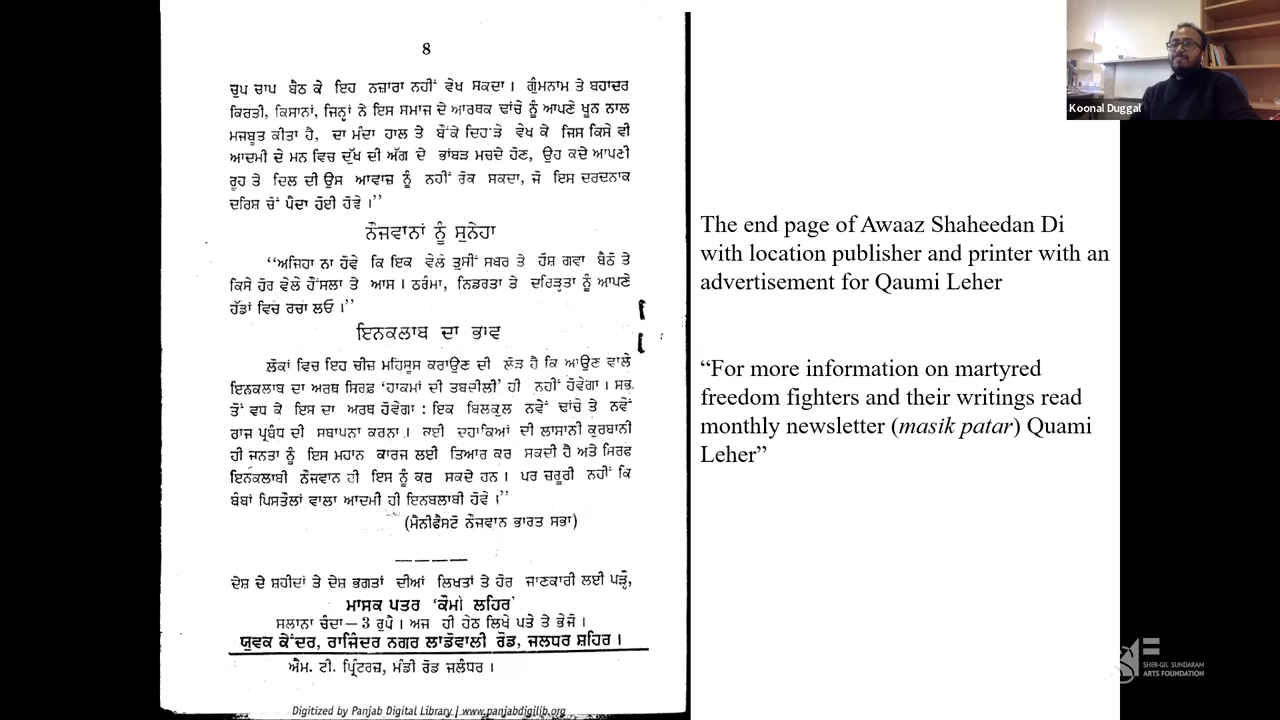 8
ਚੁਪ ਚਾਪ ਬੈਠ ਕੇ ਇਹ ਨਜ਼ਾਰਾ ਨਹੀਂ ਵੇਖ ਸਕਦਾ । ਗੁੰਮਨਾਮ ਤੇ ਬਹਾਦਰ
ਕਿਰਤੀ, ਕਿਸਾਨਾਂ, ਜਿਨ੍ਹਾਂ ਨੇ ਇਸ ਸਮਾਜ ਦੇ ਆਰਥਕ ਢਾਂਚੇ ਨੂੰ ਆਪਣੇ ਖੂਨ ਨਾਲ
ਮਜਬੂਤ ਕੀਤਾ ਹੈ, ਦਾ ਮੰਦਾ ਹਾਲ ਤੇ ਵੇਖ ਕੇ ਜਿਸ ਕਿਸੇ ਵੀ
ਆਦਮੀ ਦੇ ਮਨ ਵਿਚ ਦੁੱਖ ਦੀ ਅੱਗ ਦੇ ਭਾਂਬੜ ਮਚਦੇ ਹੋਣ, ਉਹ ਕਦੇ ਆਪਣੀ
ਰੂਹ ਤੇ ਦਿਲ ਦੀ ਉਸ ਆਵਾਜ਼ ਨੂੰ ਨਹੀਂ ਰੋਕ ਸਕਦਾ, ਜੋ ਇਸ ਦਰਦਨਾਕ
ਦਰਿਸ਼ ਚੋਂ ਪੈਦਾ ਹੋਈ ਹੋਵੇ ।”
ਨੌਜਵਾਨਾਂ ਨੂੰ ਸੁਨੇਹਾ
“ਅਜਿਹਾ ਨਾ ਹੋਵੇ ਕਿ ਇਕ ਵੇਲੇ ਤੁਸੀਂ ਸਬਰ ਤੇ ਹੋਸ਼ ਗਵਾ ਬੈਠੋ ਤੇ
ਕਿਸੇ ਹੋਰ ਵੇਲੇ ਹੌਂਸਲਾ ਤੇ ਆਸ । ਠਰੰਮਾ, ਨਿਡਰਤਾ ਤੇ ਦਹਿੜ੍ਹਤਾ ਨੂੰ ਆਪਣੇ
ਹੱਡਾਂ ਵਿਚ ਰਚਾ ਲਓ ।”
ਇਨਕਲਾਬ ਦਾ ਭਾਵ
ਲੋਕਾਂ ਵਿਚ ਇਹ ਚੀਜ਼ ਮਹਿਸੂਸ ਕਰਾਉਣ ਦੀ ਲੋੜ ਹੈ ਕਿ ਆਉਣ ਵਾਲੇ
ਇਨਕਲਾਬ ਦਾ ਅਰਥ ਸਿਰਫ਼ ‘ਹਾਕਮਾਂ ਦੀ ਤਬਦੀਲੀ’ ਹੀ ਨਹੀਂ ਹੋਵੇਗਾ । ਸਭ
ਤੋਂ ਵਧ ਕੇ ਇਸ ਦਾ ਅਰਥ ਹੋਵੇਗਾ : ਇਕ ਬਿਲਕੁਲ ਨਵੇਂ ਢਾਂਚੇ ਤੇ ਨਵੇਂ
ਰਾਜ ਪ੍ਰਬੰਧ ਦੀ ਸਥਾਪਨਾ ਕਰਨਾ । ਕਈ ਦਹਾਕਿਆਂ ਦੀ ਲਾਸਾਨੀ ਕੁਰਬਾਨੀ
ਹੀ ਜਨਤਾ ਨੂੰ ਇਸ ਮਹਾਨ ਕਾਰਜ ਲਈ ਤਿਆਰ ਕਰ ਸਕਦੀ ਹੈ ਅਤੇ ਸਿਰਫ
ਇਨਕਲਾਬੀ ਨੌਜਵਾਨ ਹੀ ਇਸ ਨੂੰ ਕਰ ਸਕਦੇ ਹਨ । ਪਰ ਜ਼ਰੂਰੀ ਨਹੀਂ ਕਿ
ਬੰਬਾਂ ਪਿਸਤੌਲਾਂ ਵਾਲਾ ਆਦਮੀ ਹੀ ਇਨਬਲਾਬੀ ਹੋਵੇ ।”
(ਮੈਨੀਫੈਸਟੋ ਨੌਜਵਾਨ ਭਾਰਤ ਸਭਾ)
ਦੇਸ਼ ਦੇ ਸ਼ਹੀਦਾਂ ਤੇ ਦੇਸ਼ ਭਗਤਾਂ ਦੀਆਂ ਲਿਖਤਾਂ ਤੇ ਹੋਰ ਜਾਣਕਾਰੀ ਲਈ ਪੜ੍ਹੋ,
ਮਾਸਕ ਪਤਰ ‘ਕੌਮੀ ਲਹਿਰ’
ਸਲਾਨਾ ਚੰਦਾ—3 ਰੁਪੈ । ਅਜ ਹੀ ਹੇਠ ਲਿਖੇ ਪਤੇ ਤੇ ਭੇਜੋ ।
ਯੁਵਕ ਕੇਂਦਰ, ਰਾਜਿੰਦਰ ਨਗਰ ਲਾਡੋਵਾਲੀ ਰੋਡ, ਜਲਧਰ ਸ਼ਹਿਰ ।
ਐਮ. ਟੀ. ਪ੍ਰਿੰਟਰਜ਼, ਮੰਡੀ ਰੋਡ ਜਲੰਧਰ ।
Digitized by Panjab Digital Library | www.panjabdigilib.org
The end page of Awaaz Shaheedan Di
with location publisher and printer with an
advertisement for Qaumi Leher
“For more information on martyred
freedom fighters and their writings read
monthly newsletter (masik patar) Quami
Leher”
Koonal Duggal
SHER-GIL SUNDARAM
ARTS FOUNDATION